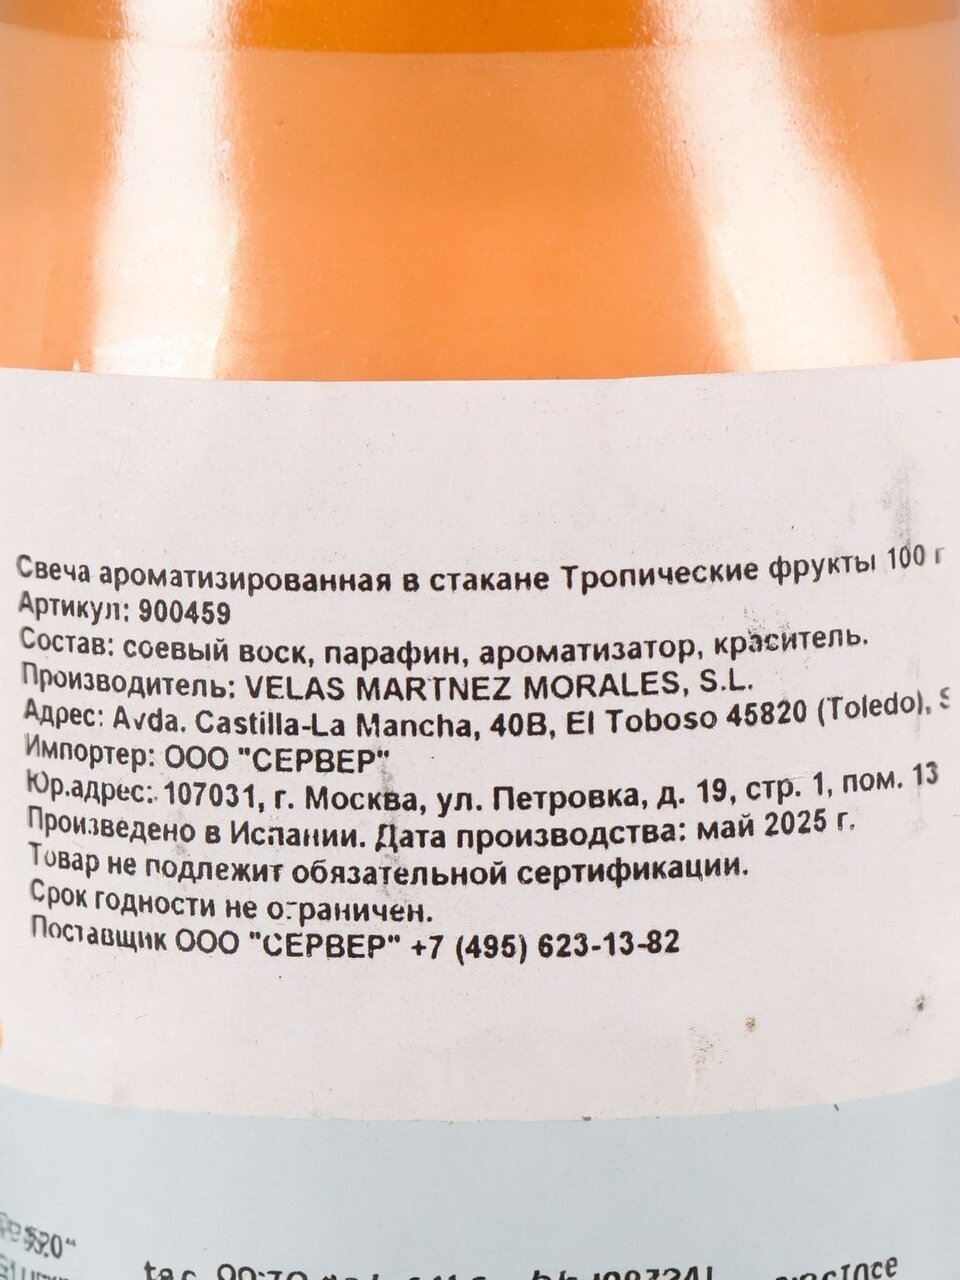 Свеча ароматизированная в стакане Тропические фрукты 100 г
Артикул: 900459
Состав: соевый воск, парафин, ароматизатор, краситель.
Производитель: VELAS MARTNEZ MORALES, S.L.
Адрес: Avda. Castilla-La Mancha, 40B, El Toboso 45820 (Toledo), S
Импортер: ООО "СЕРВЕР"
Юр.адрес: 107031, г. Москва, ул. Петровка, д. 19, стр. 1, пом. 13
Произведено в Испании. Дата производства: май 2025 г.
Товар не подлежит обязательной сертификации.
Срок годности не ограничен.
Поставщик ООО "СЕРВЕР" +7 (495) 623-13-82